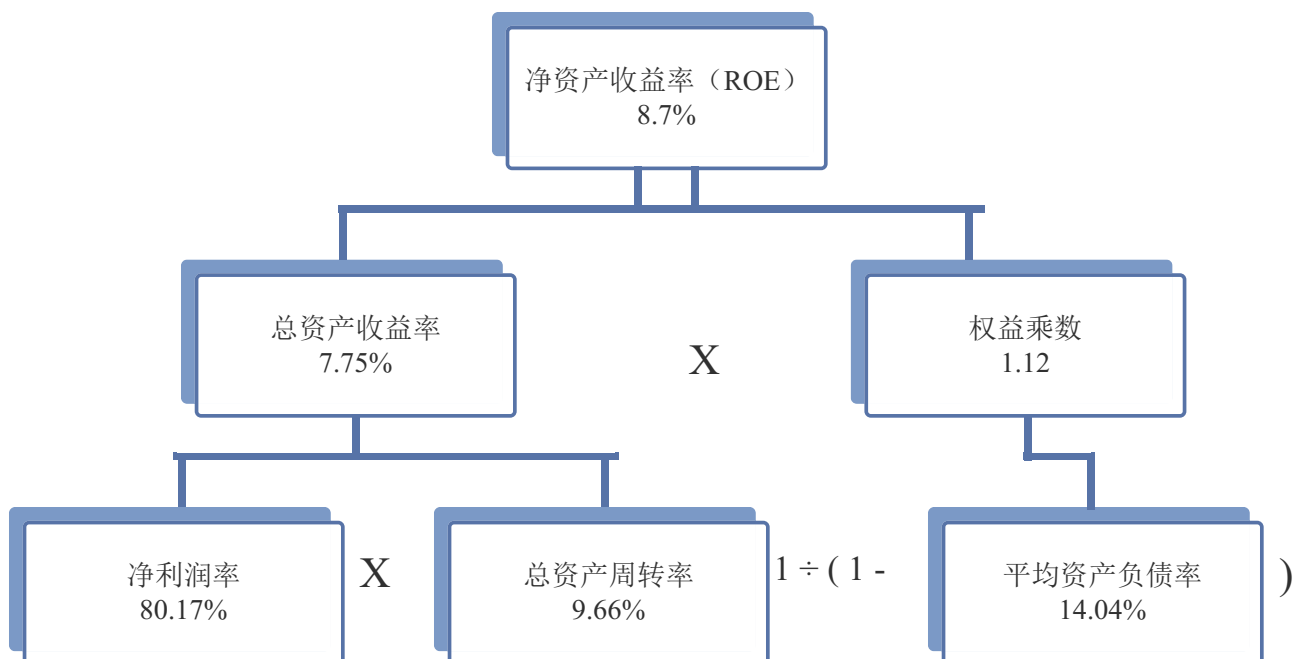 净资产收益率（ROE）
8.7%
总资产收益率
7.75%
X
权益乘数
1.12
净利润率
80.17%
X
总资产周转率
9.66%
1 ÷ ( 1 -
平均资产负债率
14.04%
)